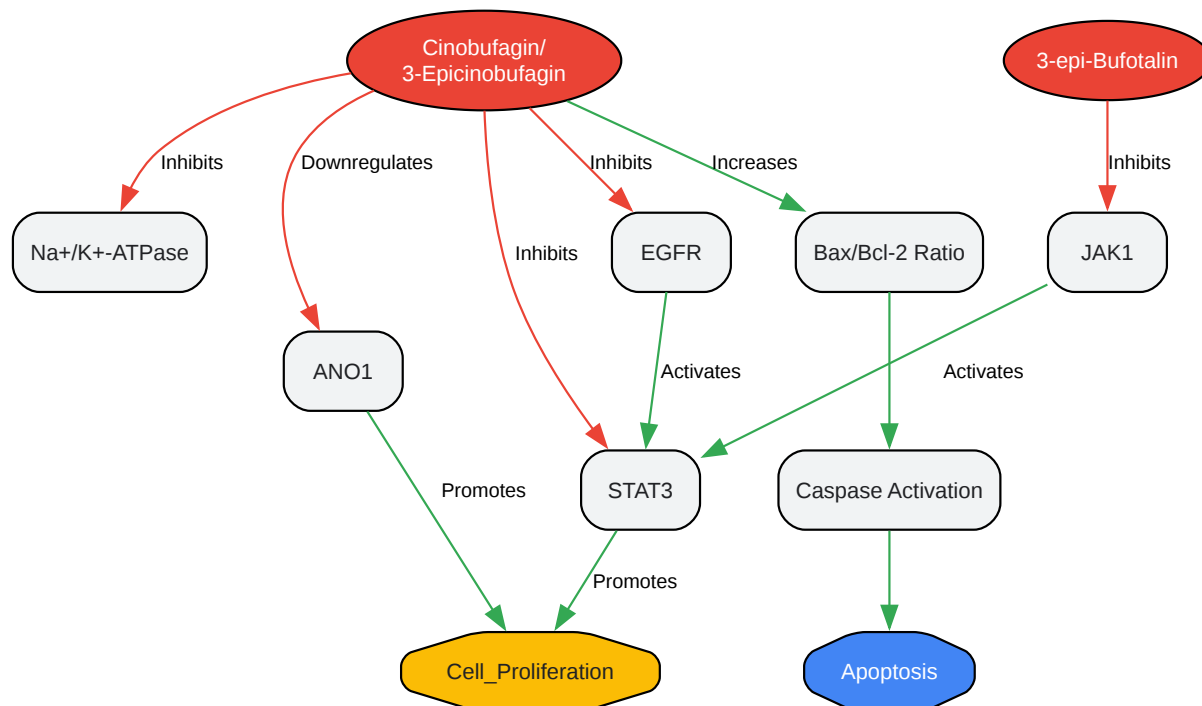 Cinobufagin/
3-Epicinobufagin
3-epi-Bufotalin
Inhibits
Downregulates
Inhibits
Increases
Inhibits
Na+/K+-ATPase
Inhibits
EGFR
Bax/Bcl-2 Ratio
JAK1
ANO1
Activates
Activates
Promotes
STAT3
Caspase Activation
Promotes
Cell_Proliferation
Apoptosis